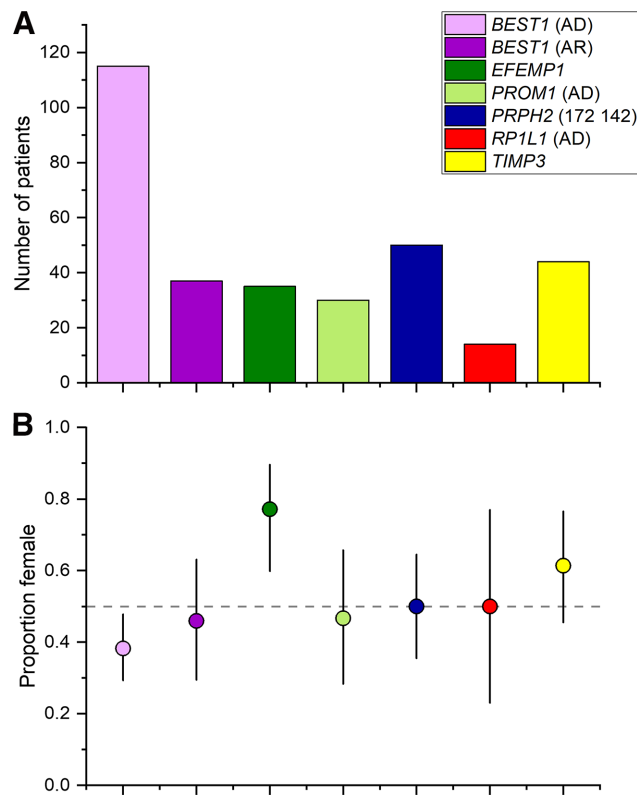 A
BEST1 (AD)
BEST1 (AR)
EFEMP1
PROM1 (AD)
PRPH2 (172 142)
RP1L1 (AD)
TIMP3
Number of patients
120
100
80
60
40
20
0
B
Proportion female
1.0
0.8
0.6
0.4
0.2
0.0